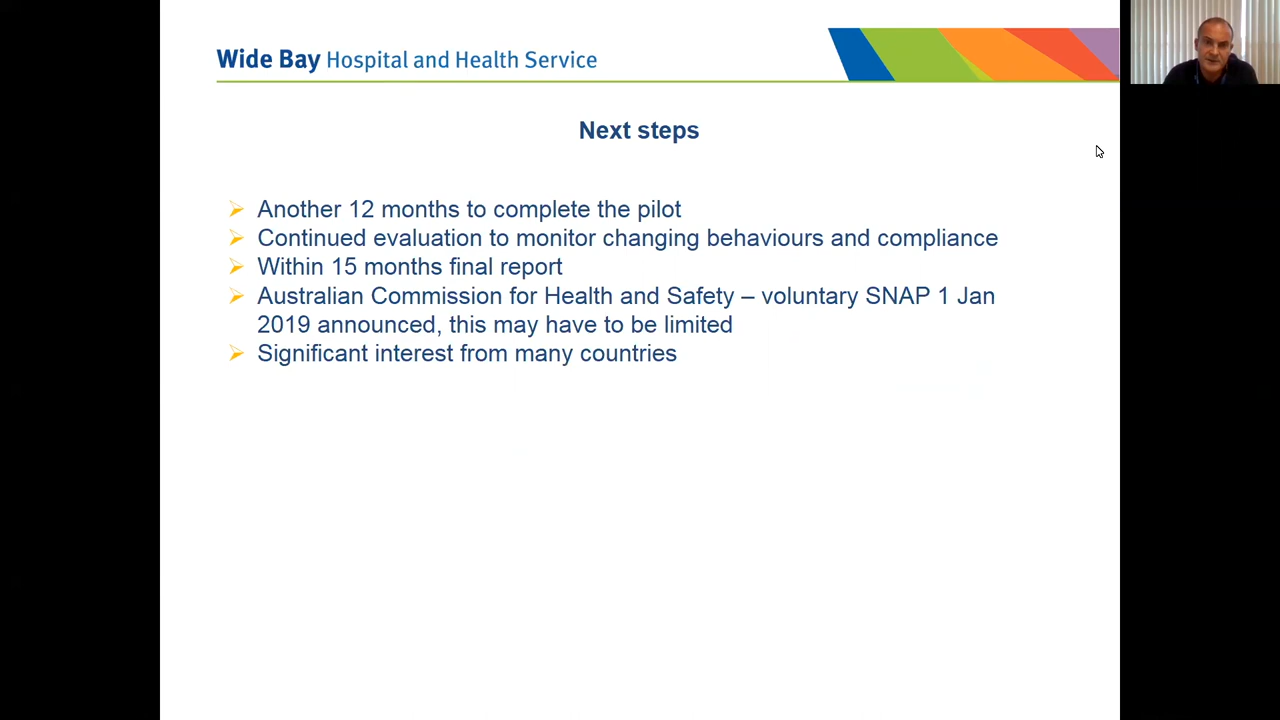 Wide Bay Hospital and Health Service
Next steps
Another 12 months to complete the pilot
Continued evaluation to monitor changing behaviours and compliance
Within 15 months final report
Australian Commission for Health and Safety – voluntary SNAP 1 Jan
2019 announced, this may have to be limited
Significant interest from many countries